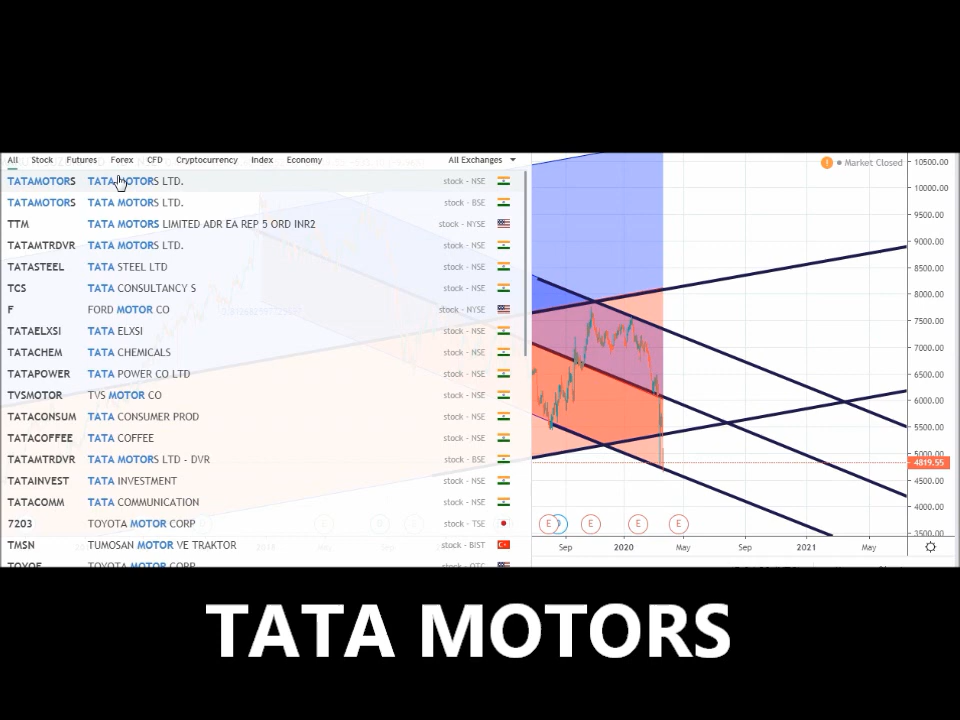 All Stock Futures Forex CFD Cryptocurrency Index Economy All Exchanges
TATAMOTORS TATA MOTORS LTD. stock - NSE
TATAMOTORS TATA MOTORS LTD. stock - BSE
TTM TATA MOTORS LIMITED ADR EA REP 5 ORD INR2 stock - NYSE
TATAMTRDVR TATA MOTORS LTD. stock - NSE
TATASTEEL TATA STEEL LTD stock - NSE
TCS TATA CONSULTANCY S stock - NSE
F FORD MOTOR CO stock - NYSE
TATAELXSI TATA ELXSI stock - NSE
TATACHEM TATA CHEMICALS stock - NSE
TATAPOWER TATA POWER CO LTD stock - NSE
TVSMOTOR TVS MOTOR CO stock - NSE
TATACONSUM TATA CONSUMER PROD stock - NSE
TATACOFFEE TATA COFFEE stock - NSE
TATAMTRDVR TATA MOTORS LTD - DVR stock - BSE
TATAINVEST TATA INVESTMENT stock - NSE
TATACOMM TATA COMMUNICATION stock - NSE
7203 TOYOTA MOTOR CORP stock - TSE
TMSN TUMOSAN MOTOR VE TRAKTOR stock - BIST
TOYOF TOYOTA MOTOR CORP stock - OTC
! Market Closed
10500.00
10000.00
9500.00
9000.00
8500.00
8000.00
7500.00
7000.00
6500.00
6000.00
5500.00
5000.00
4819.55
4500.00
3500.00
E E E E
Sep 2020 May Sep 2021 May
TATA MOTORS